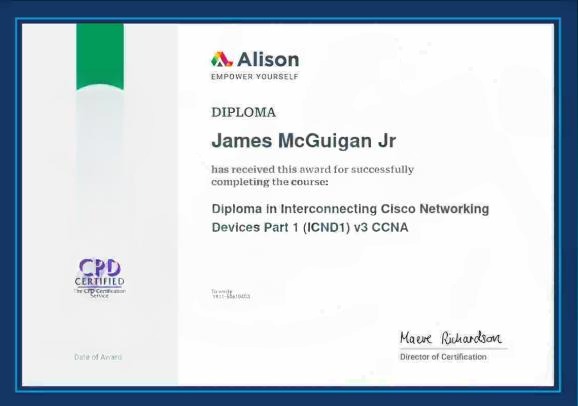 Alison
EMPOWER YOURSELF
DIPLOMA
James McGuigan Jr
has received this award for successfully
completing the course:
Diploma in Interconnecting Cisco Networking
Devices Part 1 (ICND1) v3 CCNA
CPD
CERTIFIED
The CPD Certification
Service
Maeve Richardson
Date of Award
Director of Certification